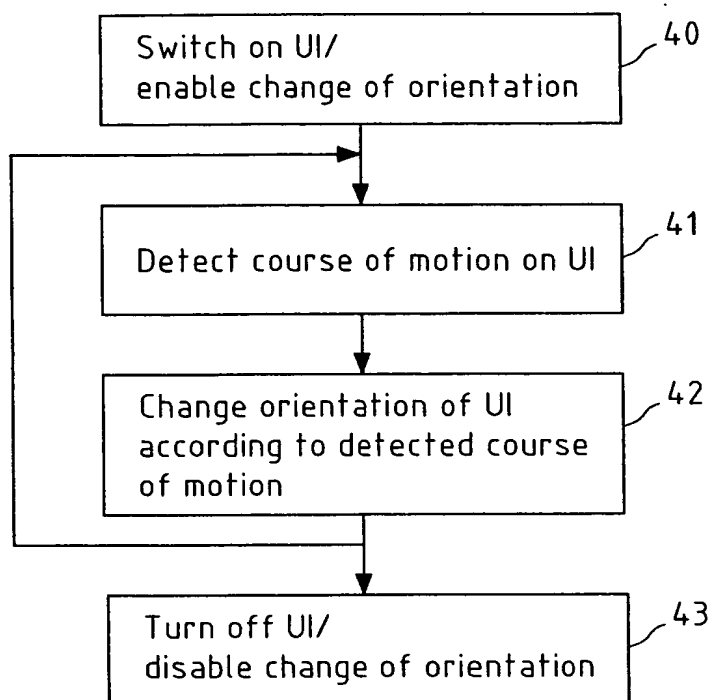 Switch on UI/
enable change of orientation
40
Detect course of motion on UI
41
Change orientation of UI
according to detected course
of motion
42
Turn off UI/
disable change of orientation
43